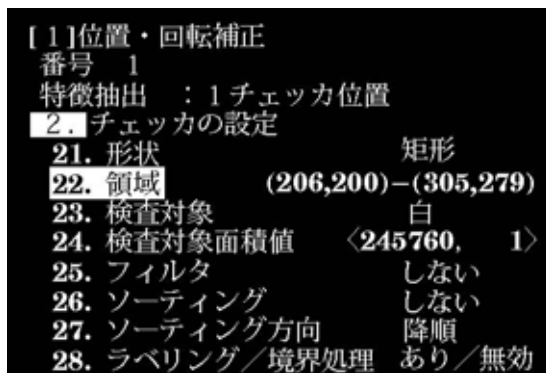 [1]位置・回転補正
番号 1
特徴抽出 :1チェッカ位置
2. チェッカの設定
21. 形状 矩形
22. 領域 (206,200)−(305,279)
23. 検査対象 白
24. 検査対象面積値 〈245760, 1〉
25. フィルタ しない
26. ソーティング しない
27. ソーティング方向 降順
28. ラベリング/境界処理 あり/無効